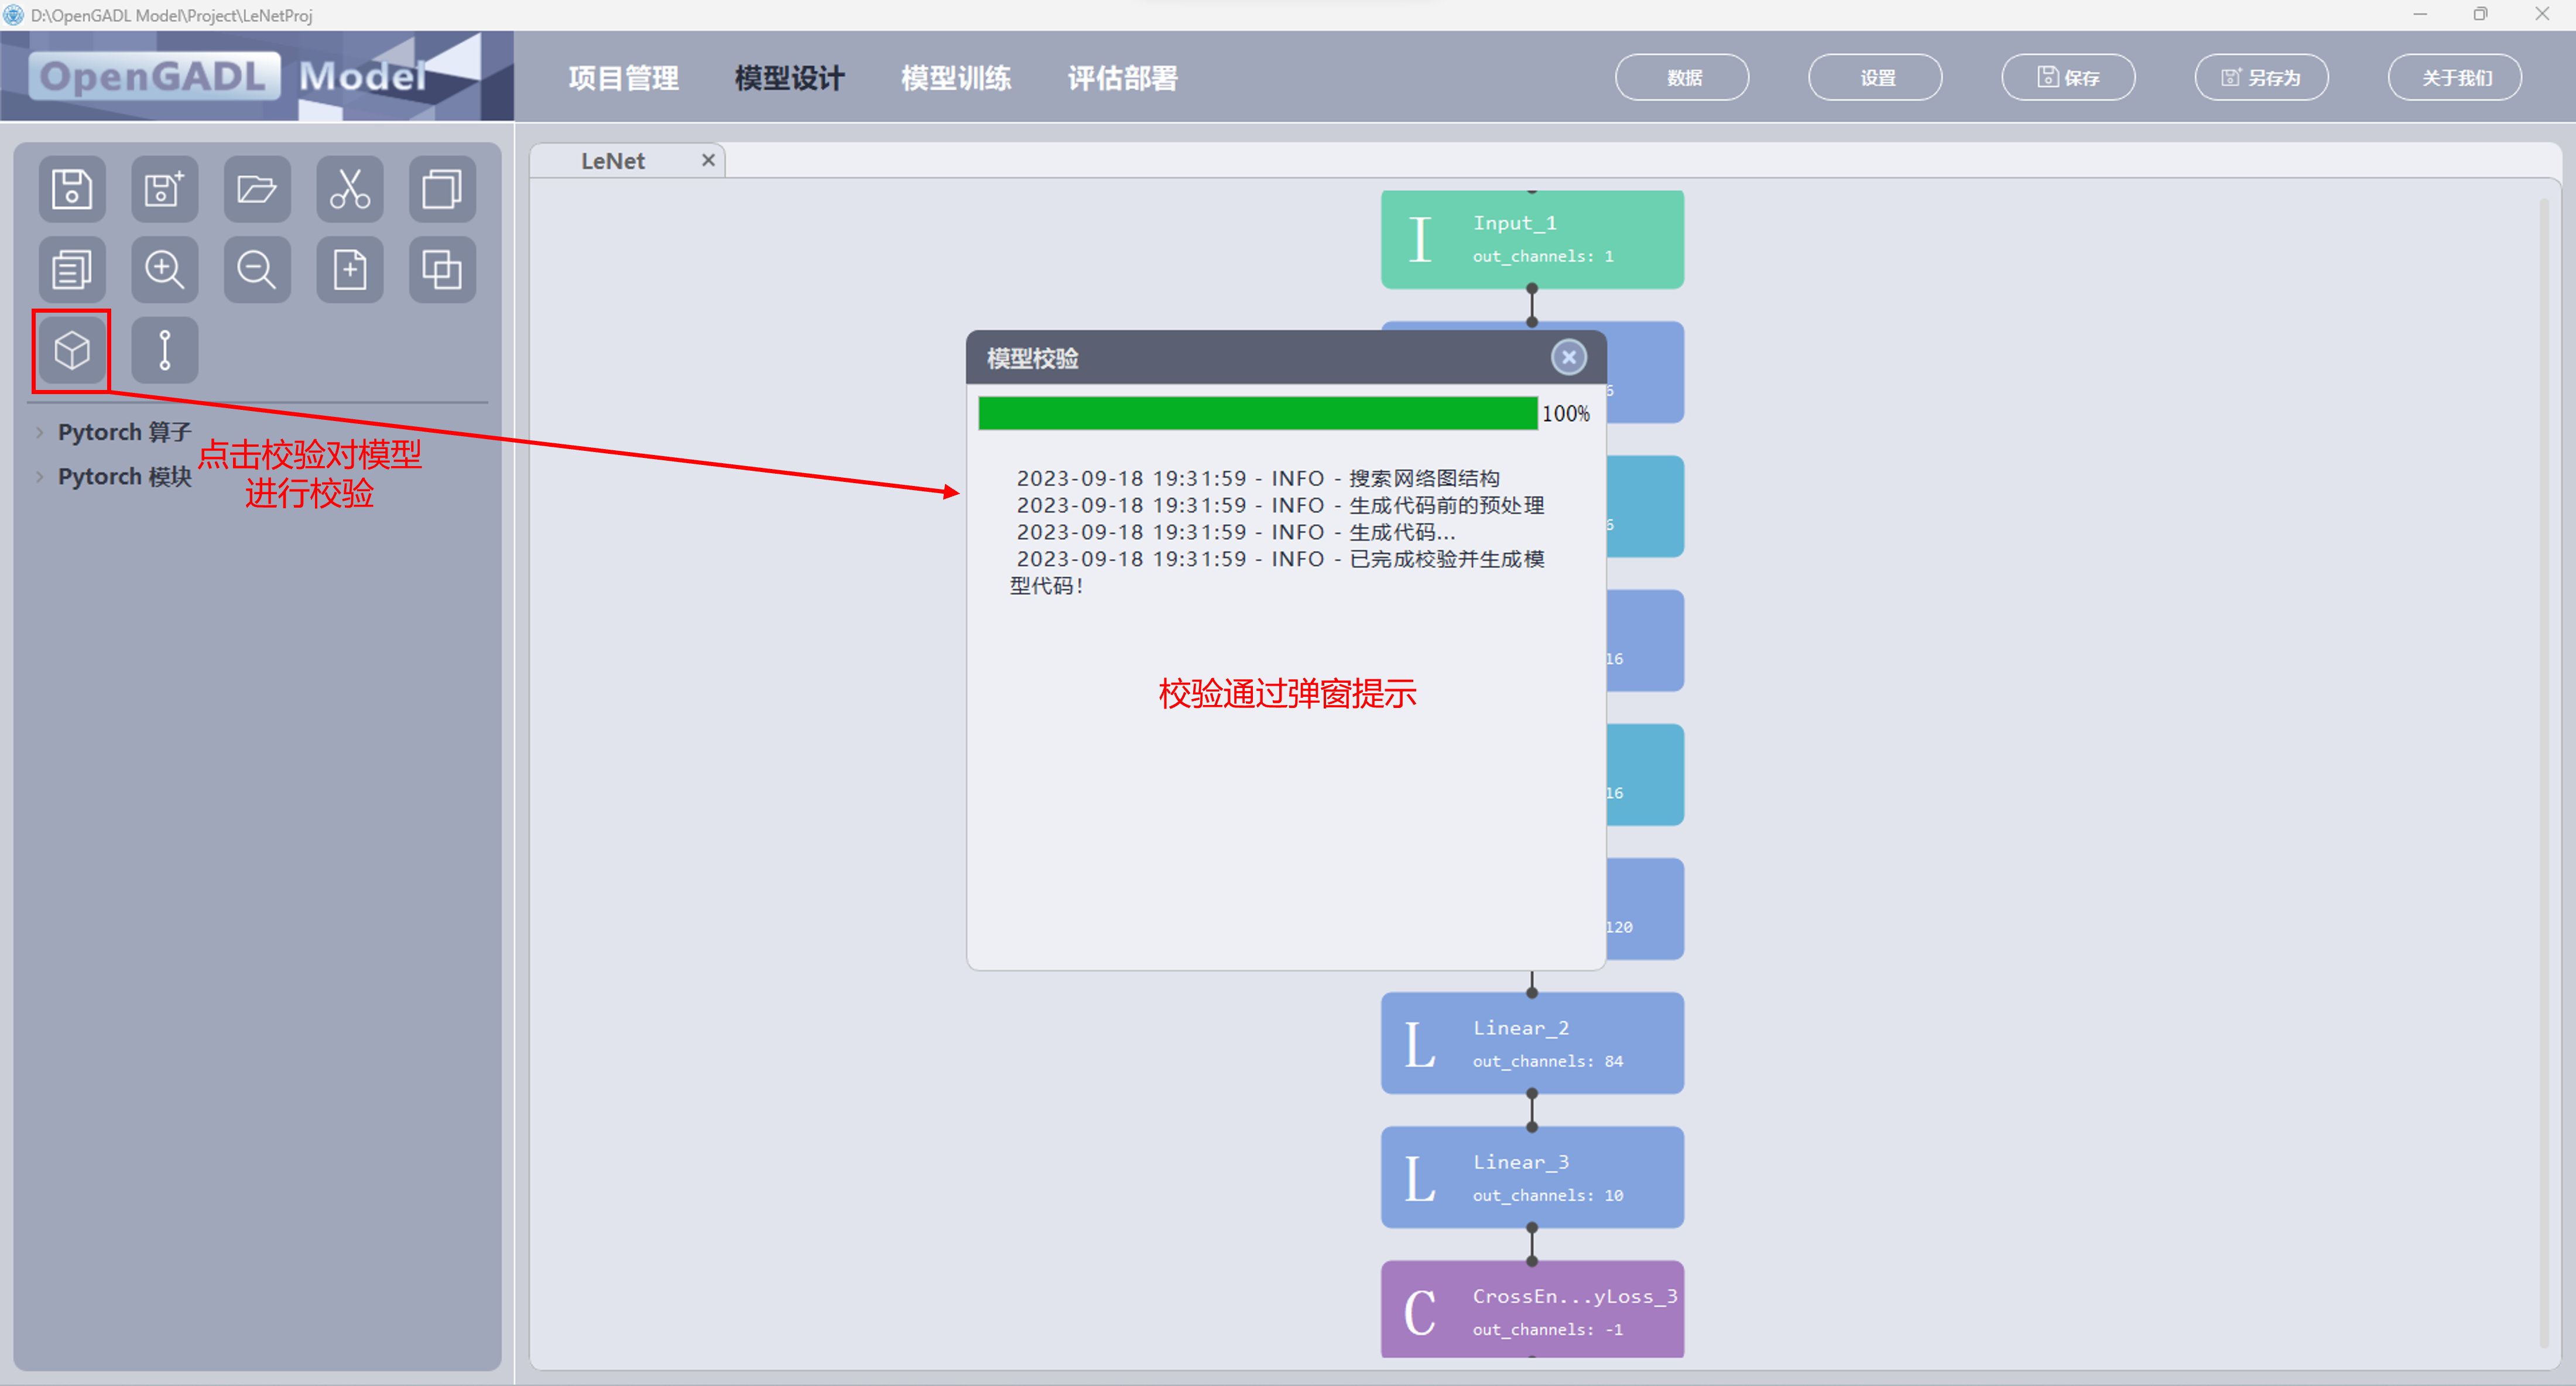 D:\OpenGADL Model\Project\LeNetProj
OpenGADL Model
项目管理 模型设计 模型训练 评估部署
数据 设置 保存 另存为 关于我们
LeNet
Pytorch 算子
Pytorch 模块
点击校验对模型
进行校验
I
Input_1
out_channels: 1
模型校验
100%
2023-09-18 19:31:59 - INFO - 搜索网络图结构
2023-09-18 19:31:59 - INFO - 生成代码前的预处理
2023-09-18 19:31:59 - INFO - 生成代码...
2023-09-18 19:31:59 - INFO - 已完成校验并生成模
型代码！
校验通过弹窗提示
6
6
16
16
120
L
Linear_2
out_channels: 84
L
Linear_3
out_channels: 10
C
CrossEn...yLoss_3
out_channels: -1